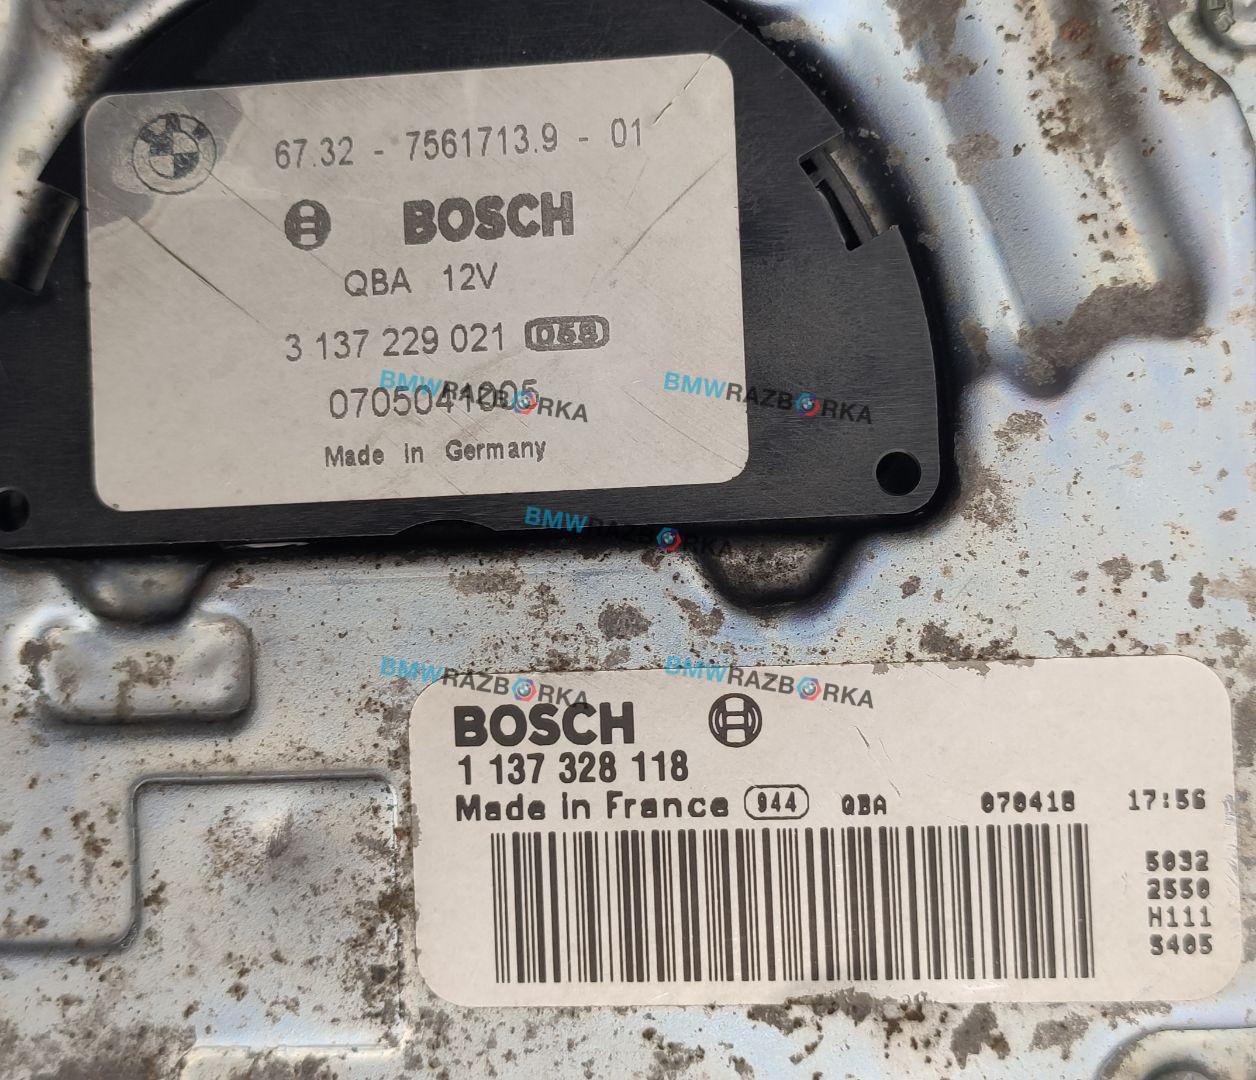 BMW
67.32 - 7561713.9 - 01
BOSCH
QBA 12V
3 137 229 021 058
0705041005
Made in Germany
BMWRAZBORKA
BMWRAZBORKA
BMWRAZBORKA
BMWRAZBORKA
BMWRAZBORKA
BOSCH
1 137 328 118
Made in France 944 QBA 070418 17:56
5032
2550
H111
5405